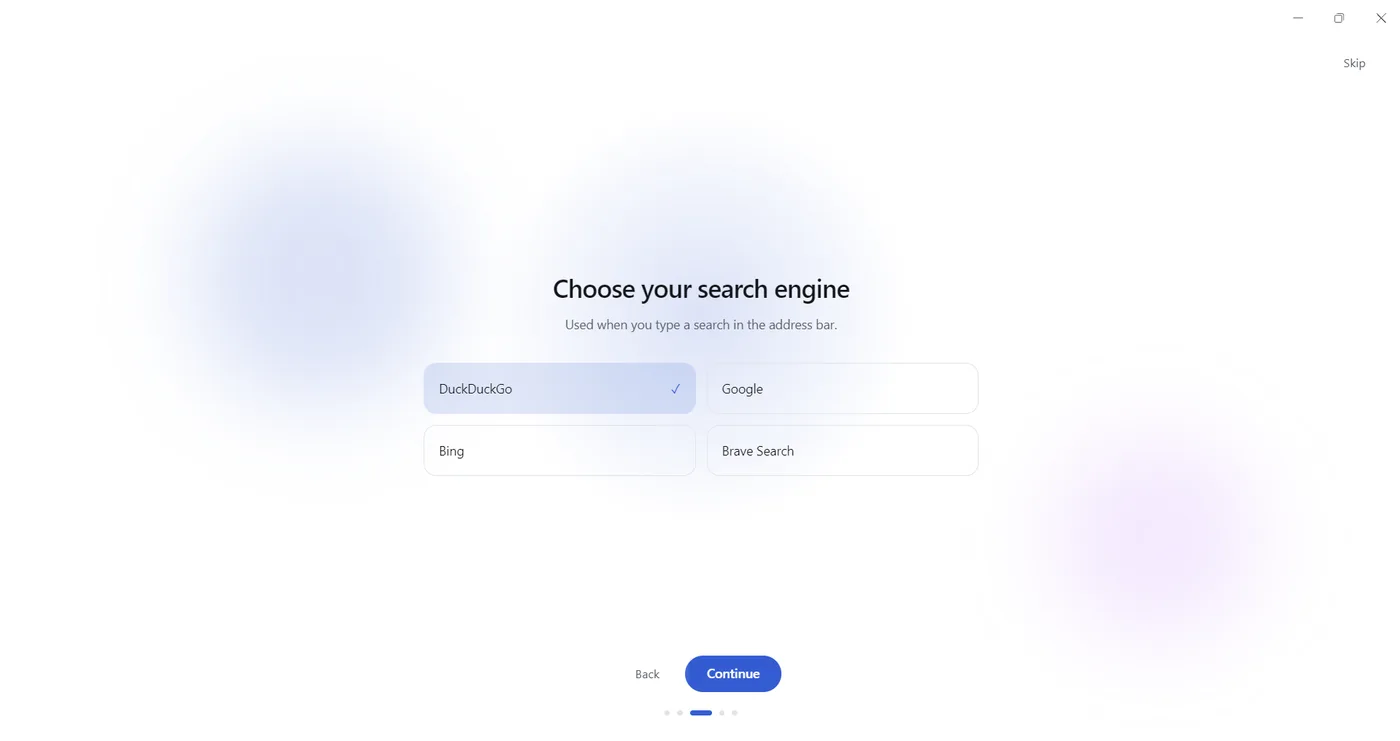 Skip
Choose your search engine
Used when you type a search in the address bar.
DuckDuckGo
Google
Bing
Brave Search
Back
Continue